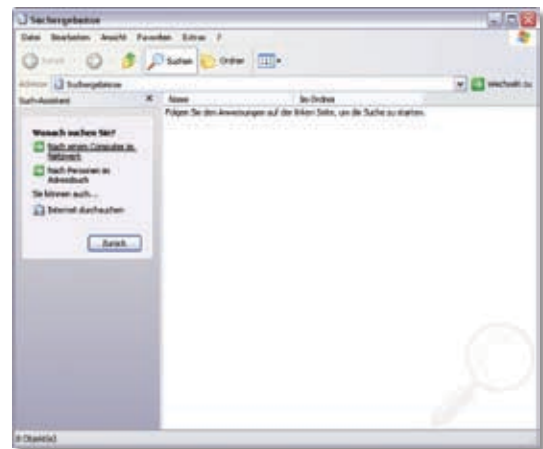 Suchergebnisse
Datei Bearbeiten Ansicht Favoriten Extras ?
Zurück Suchen Ordner
Adresse Suchergebnisse Wechseln zu
Such-Assistent Name Im Ordner
Folgen Sie den Anweisungen auf der linken Seite, um die Suche zu starten.
Wonach suchen Sie?
Nach einem Computer im
Netzwerk
Nach Personen im
Adressbuch
Sie können auch...
Internet durchsuchen
Zurück
0 Objekt(e)